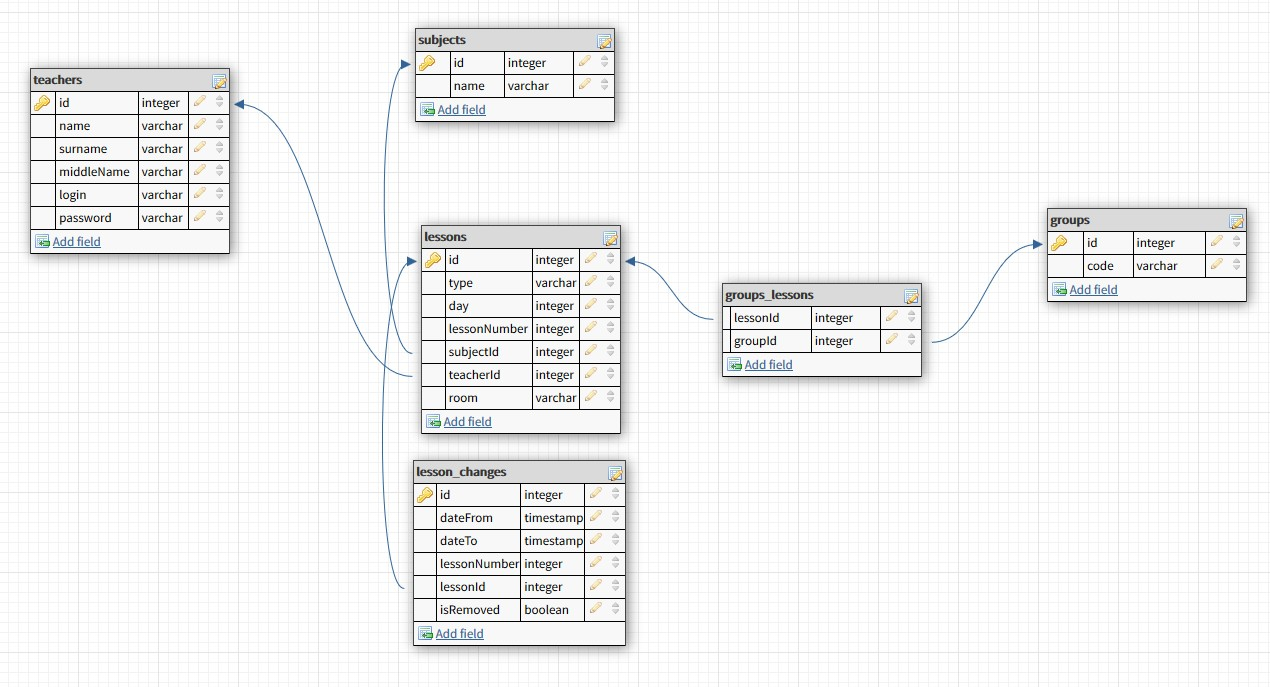 subjects
id integer
name varchar
Add field
teachers
id integer
name varchar
surname varchar
middleName varchar
login varchar
password varchar
Add field
lessons
id integer
type varchar
day integer
lessonNumber integer
subjectId integer
teacherId integer
room varchar
Add field
groups_lessons
lessonId integer
groupId integer
Add field
groups
id integer
code varchar
Add field
lesson_changes
id integer
dateFrom timestamp
dateTo timestamp
lessonNumber integer
lessonId integer
isRemoved boolean
Add field